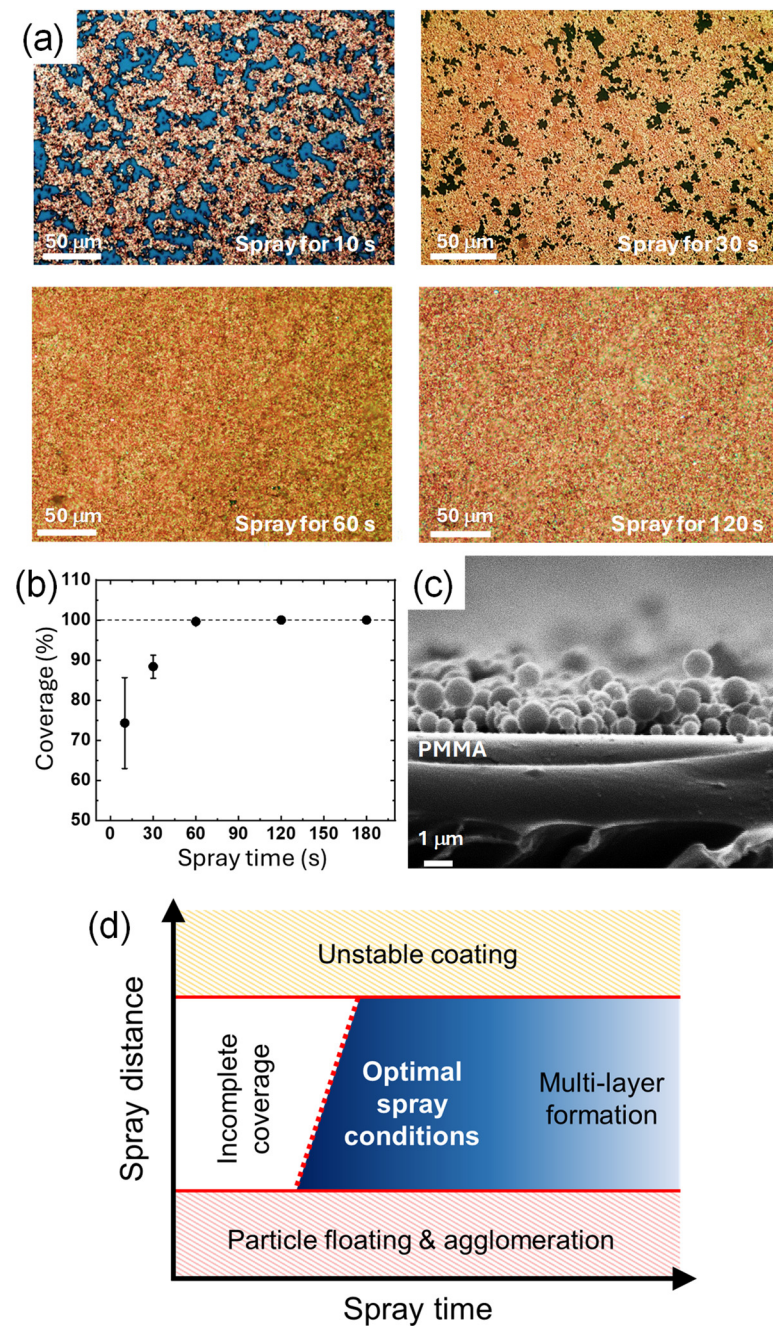 (a)
50 μm
Spray for 10 s
50 μm
Spray for 30 s
50 μm
Spray for 60 s
50 μm
Spray for 120 s
(b)
110
100
90
80
70
60
50
Coverage (%)
0 30 60 90 120 150 180
Spray time (s)
(c)
PMMA
1 μm
(d)
Spray distance
Unstable coating
Incomplete
coverage
Optimal
spray
conditions
Multi-layer
formation
Particle floating & agglomeration
Spray time